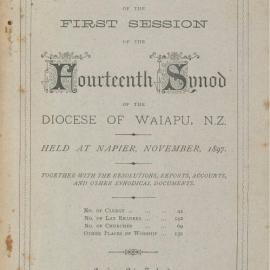 OF THE
FIRST SESSION
OF THE
Fourteenth Synod
OF THE
DIOCESE OF WAIAPU, N.Z.
HELD AT NAPIER, NOVEMBER, 1897.
TOGETHER WITH THE RESOLUTIONS, REPORTS, ACCOUNTS,
AND OTHER SYNODICAL DOCUMENTS.
NO. OF CLERGY ... ... ...
NO. OF LAY READERS ... ...
NO. OF CHURCHES ... ...
OTHER PLACES OF WORSHIP ...